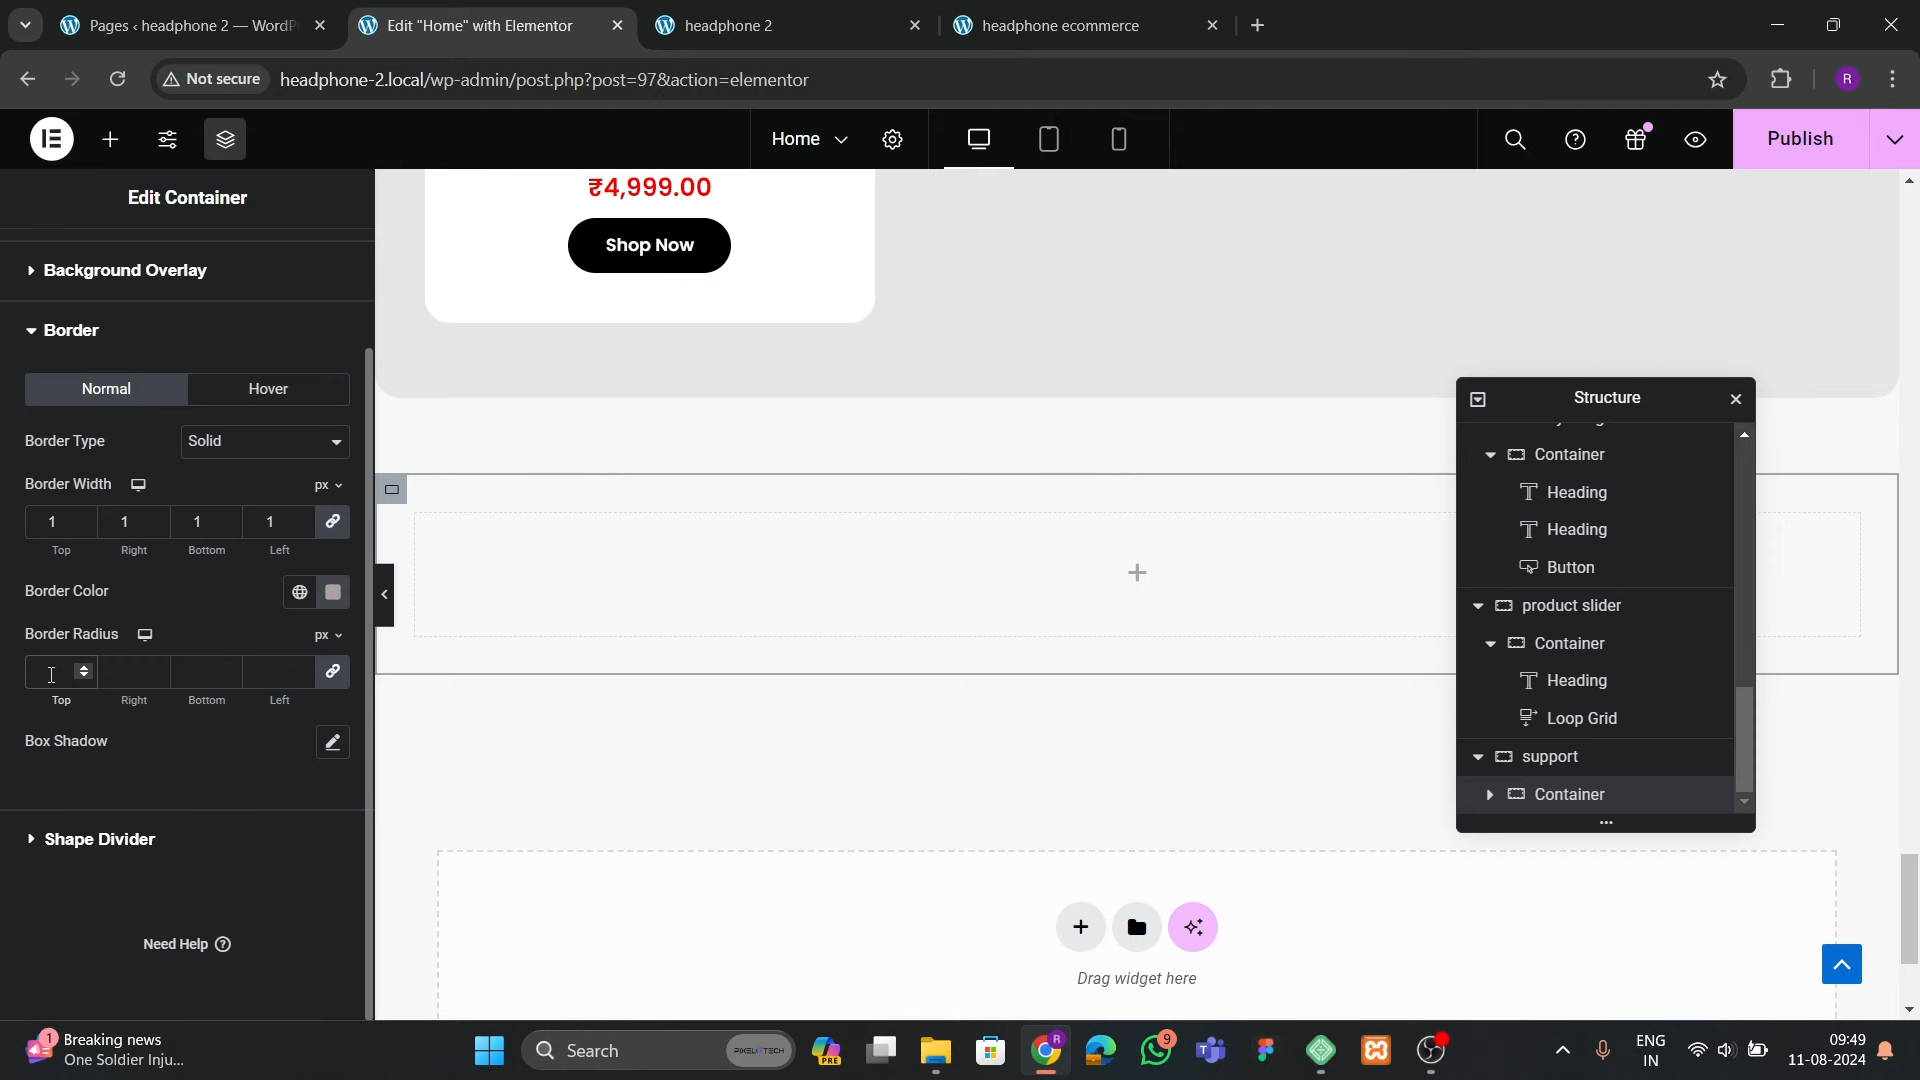 Pages ‹ headphone 2 — WordPr
Edit "Home" with Elementor
headphone 2
headphone ecommerce
Not secure
headphone-2.local/wp-admin/post.php?post=97&action=elementor
R
Home
Publish
Edit Container
Background Overlay
Border
Normal
Hover
Border Type
Solid
Border Width
px
1
1
1
1
Top
Right
Bottom
Left
Border Color
Border Radius
px
Top
Right
Bottom
Left
Box Shadow
Shape Divider
Need Help
₹4,999.00
Shop Now
Structure
Container
Heading
Heading
Button
product slider
Container
Heading
Loop Grid
support
Container
Drag widget here
1
Breaking news
One Soldier Inju...
Search
PIXELIITECH
PRE
R
9
ENG
IN
09:49
11-08-2024